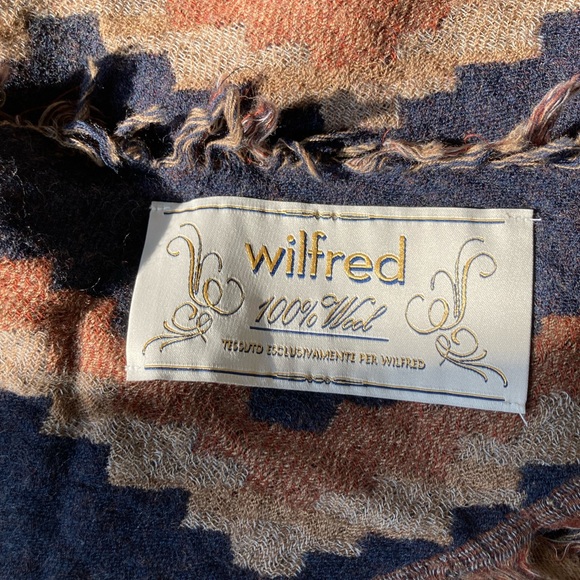 wilfred
100% Wool
TESSUTO ESCLUSIVAMENTE PER WILFRED